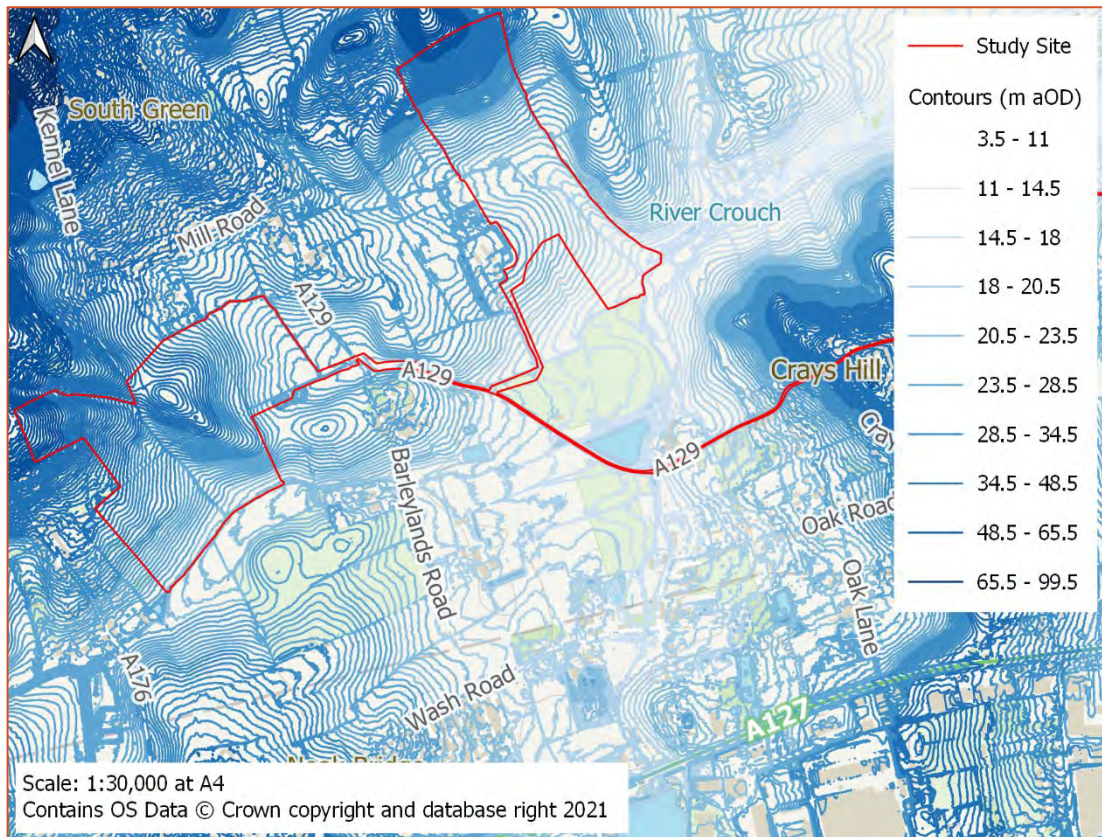 South Green
Kennel Lane
Mill Road
A129
River Crouch
A129
Crays Hill
A129
Barleylands Road
Oak Road
Oak Lane
A176
Wash Road
A127
Study Site
Contours (m aOD)
3.5 - 11
11 - 14.5
14.5 - 18
18 - 20.5
20.5 - 23.5
23.5 - 28.5
28.5 - 34.5
34.5 - 48.5
48.5 - 65.5
65.5 - 99.5
Scale: 1:30,000 at A4
Contains OS Data © Crown copyright and database right 2021